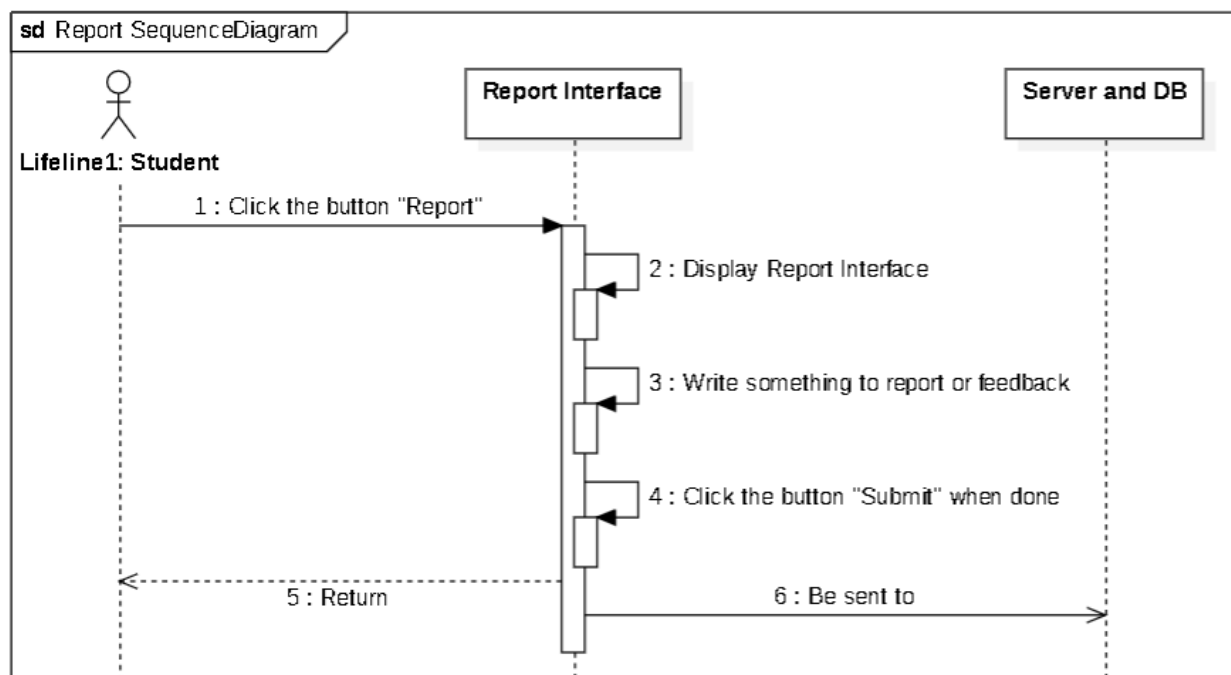 sd Report SequenceDiagram
Report Interface
Server and DB
Lifeline1: Student
1 : Click the button "Report"
2 : Display Report Interface
3 : Write something to report or feedback
4 : Click the button "Submit" when done
5 : Return
6 : Be sent to